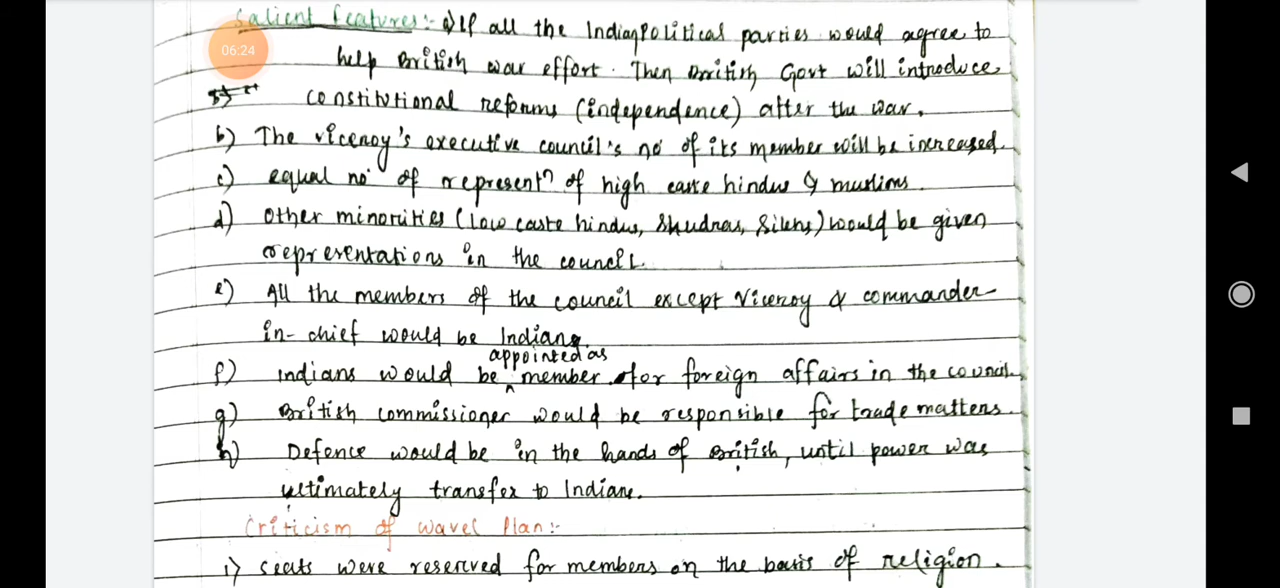 Salient features:- a) If all the Indian Political parties would agree to
06:24
help British war effort. Then British Govt will introduce
constitutional reforms (independence) after the war.
b) The viceroy's executive council's no of its member will be increased.
c) equal no of represent^n of high caste hindus & muslims.
d) Other minorities (low caste hindus, Shudras, Sikhs) would be given
representations in the council.
e) All the members of the council except Viceroy & commander-
in-chief would be Indians.
appointed as
f) Indians would be ^ member for foreign affairs in the council.
g) British commissioner would be responsible for trade matters.
h) Defence would be in the hands of British, until power was
ultimately transfer to Indians.
Criticism of Wavel Plan:-
i) seats were reserved for members on the basis of religion.